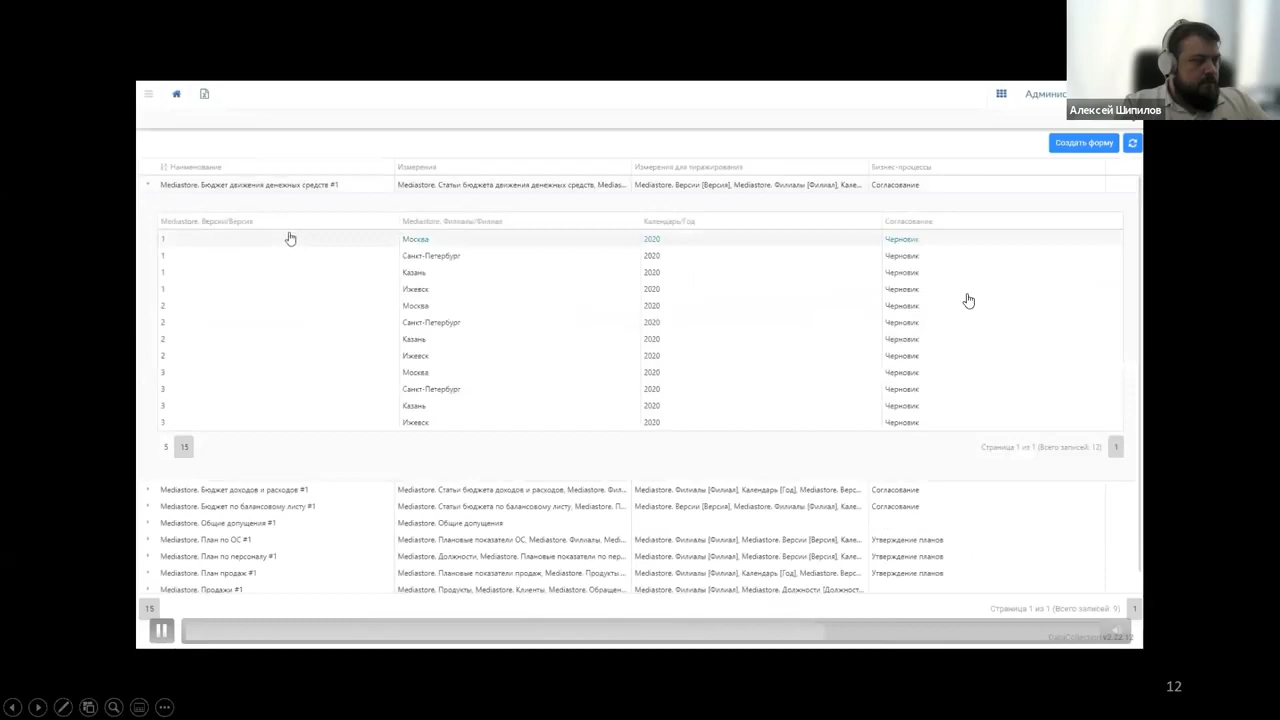 Админис
Алексей Шипилов
Создать форму
Наименование Измерения Измерения для тиражирования Бизнес-процессы
Mediastore. Бюджет движения денежных средств #1 Mediastore. Статьи бюджета движения денежных средств, Medias... Mediastore. Версии [Версия], Mediastore. Филиалы [Филиал], Кале... Согласование
Mediastore. Версии/Версия Mediastore. Филиалы/Филиал Календарь/Год Согласование
1 Москва 2020 Черновик
1 Санкт-Петербург 2020 Черновик
1 Казань 2020 Черновик
1 Ижевск 2020 Черновик
2 Москва 2020 Черновик
2 Санкт-Петербург 2020 Черновик
2 Казань 2020 Черновик
2 Ижевск 2020 Черновик
3 Москва 2020 Черновик
3 Санкт-Петербург 2020 Черновик
3 Казань 2020 Черновик
3 Ижевск 2020 Черновик
5 15 Страница 1 из 1 (Всего записей: 12) 1
Mediastore. Бюджет доходов и расходов #1 Mediastore. Статьи бюджета доходов и расходов, Mediastore. Фил... Mediastore. Филиалы [Филиал], Календарь [Год], Mediastore. Верс... Согласование
Mediastore. Бюджет по балансовому листу #1 Mediastore. Статьи бюджета по балансовому листу, Mediastore. П... Mediastore. Версии [Версия], Mediastore. Филиалы [Филиал], Кале... Согласование
Mediastore. Общие допущения #1 Mediastore. Общие допущения
Mediastore. План по ОС #1 Mediastore. Плановые показатели ОС, Mediastore. Филиалы, Medi... Mediastore. Филиалы [Филиал], Mediastore. Версии [Версия], Кале... Утверждение планов
Mediastore. План по персоналу #1 Mediastore. Должности, Mediastore. Плановые показатели по пер... Mediastore. Филиалы [Филиал], Mediastore. Версии [Версия], Кале... Утверждение планов
Mediastore. План продаж #1 Mediastore. Плановые показатели продаж, Mediastore. Продукты... Mediastore. Филиалы [Филиал], Календарь [Год], Mediastore. Верс... Утверждение планов
Mediastore. Продажи #1 Mediastore. Продукты, Mediastore. Клиенты, Mediastore. Обращен... Mediastore. Филиалы [Филиал], Mediastore. Должности [Должност...
15 Страница 1 из 1 (Всего записей: 9) 1
DataCollection v2.22.12
12